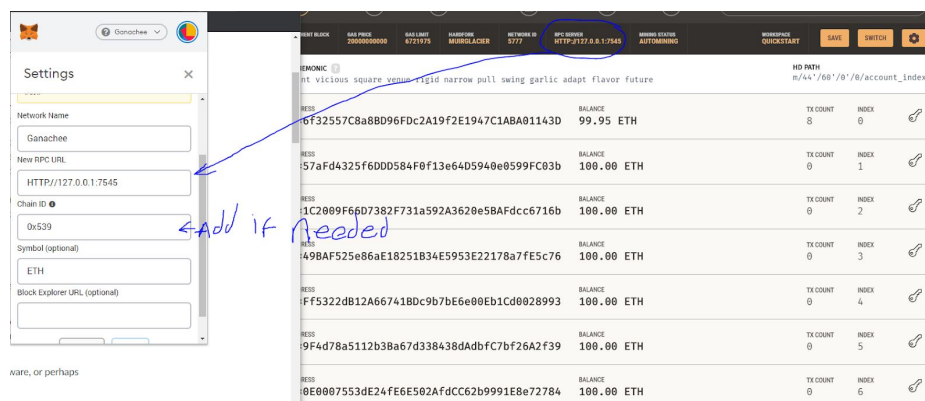 Ganachee
Settings
Network Name
Ganachee
New RPC URL
HTTP//127.0.0.1:7545
Chain ID
0x539
Symbol (optional)
ETH
Block Explorer URL (optional)
ware, or perhaps
←Add if needed
GAS PRICE
20000000000
GAS LIMIT
6721975
HARDFORK
MUIRGLACIER
NETWORK ID
5777
RPC SERVER
HTTP://127.0.0.1:7545
MINING STATUS
AUTOMINING
WORKSPACE
QUICKSTART
SAVE
SWITCH
vicious square venue rigid narrow pull swing garlic adapt flavor future
HD PATH
m/44'/60'/0'/0/account_index
6f32557C8a8BD96FDc2A19f2E1947C1ABA01143D
BALANCE
99.95 ETH
TX COUNT
8
INDEX
0
57aFd4325f6DDD584F0f13e64D5940e0599FC03b
BALANCE
100.00 ETH
TX COUNT
0
INDEX
1
1C2009F66D7382F731a592A3620e5BAFdcc6716b
BALANCE
100.00 ETH
TX COUNT
0
INDEX
2
49BAF525e86aE18251B34E5953E22178a7fE5c76
BALANCE
100.00 ETH
TX COUNT
0
INDEX
3
Ff5322dB12A66741BDc9b7bE6e00Eb1Cd0028993
BALANCE
100.00 ETH
TX COUNT
0
INDEX
4
9F4d78a5112b3Ba67d338438dAdbfC7bf26A2f39
BALANCE
100.00 ETH
TX COUNT
0
INDEX
5
0E0007553dE24fE6E502AfdCC62b9991E8e72784
BALANCE
100.00 ETH
TX COUNT
0
INDEX
6